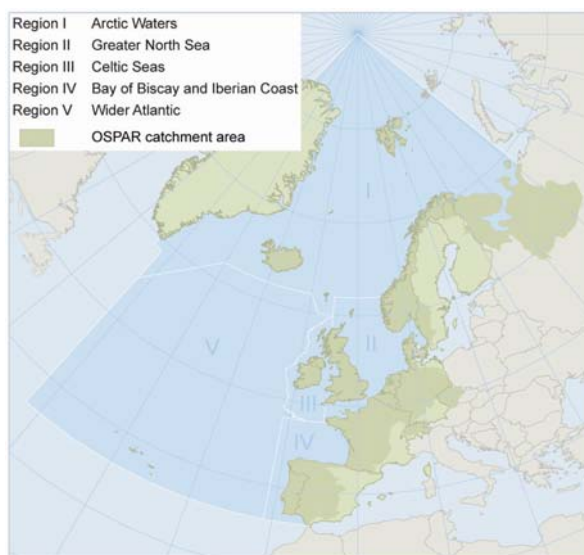 Region I Arctic Waters
Region II Greater North Sea
Region III Celtic Seas
Region IV Bay of Biscay and Iberian Coast
Region V Wider Atlantic
OSPAR catchment area
I
II
V
III
IV